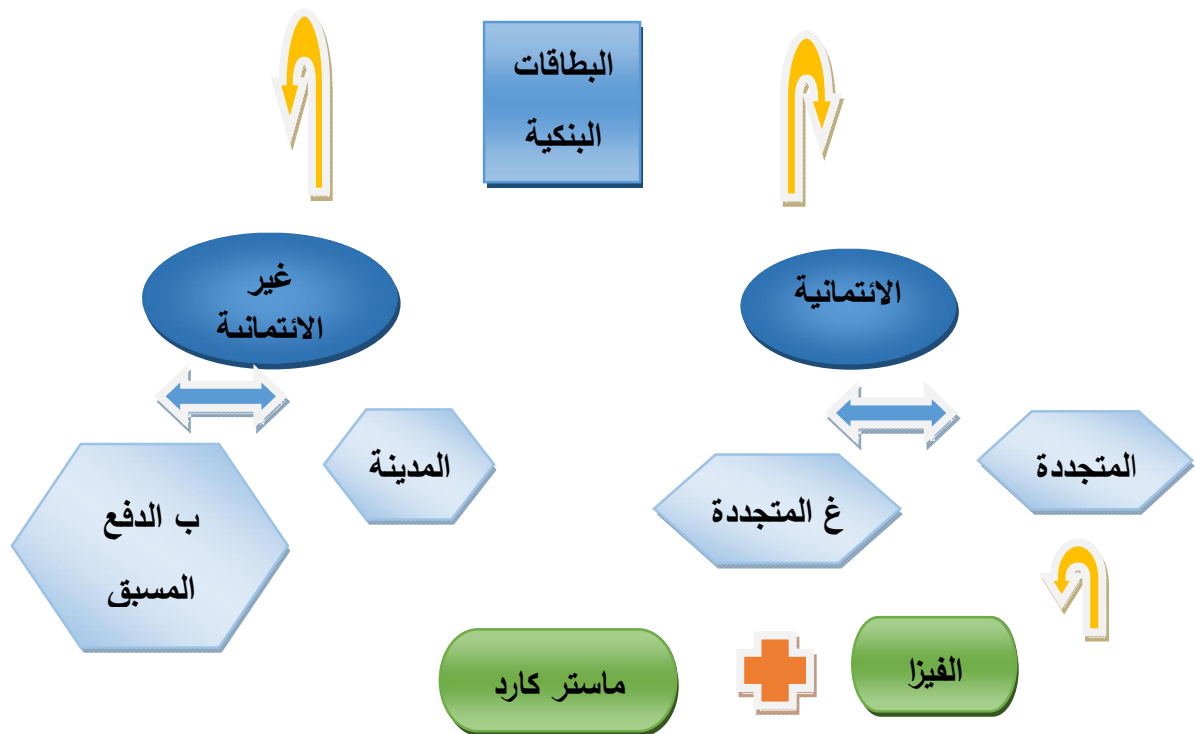 البطاقات
البنكية
الائتمانية
غير
الائتمانية
المتجددة
غ المتجددة
المدينة
ب الدفع
المسبق
الفيزا
ماستر كارد